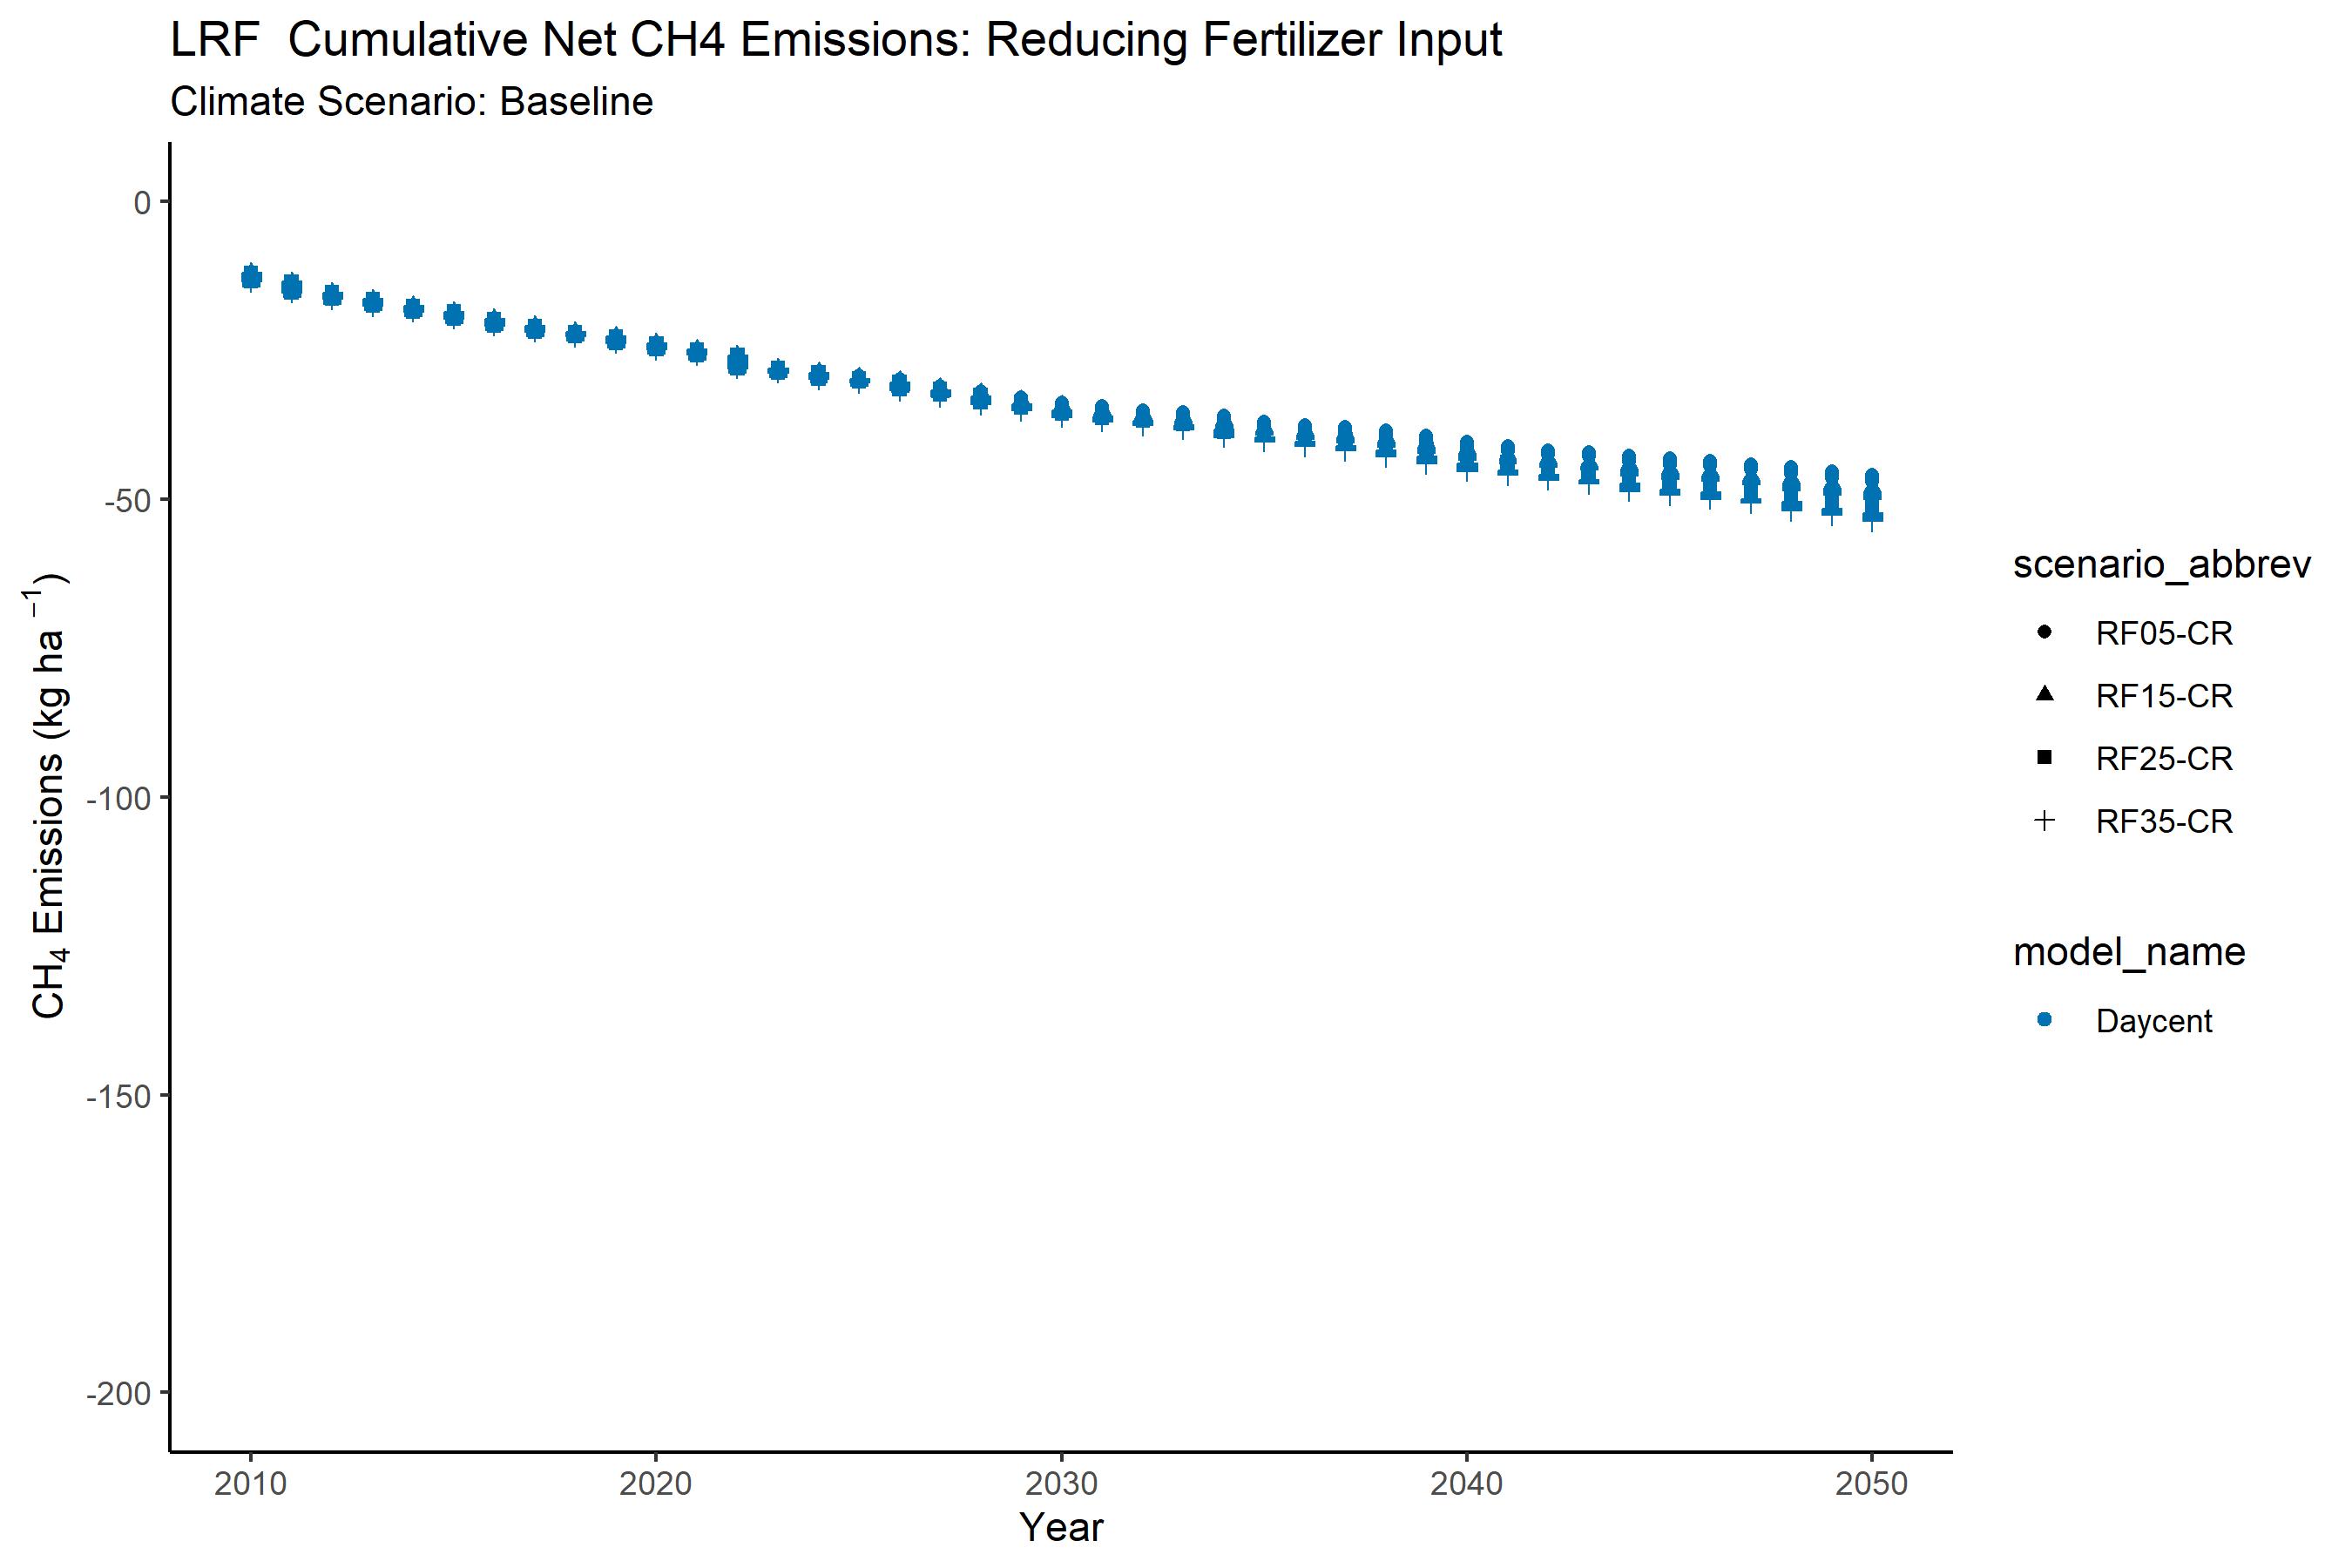 LRF  Cumulative Net CH4 Emissions: Reducing Fertilizer Input
Climate Scenario: Baseline
CH₄ Emissions (kg ha ⁻¹)
0
-50
-100
-150
-200
2010 2020 2030 2040 2050
Year
scenario_abbrev
RF05-CR
RF15-CR
RF25-CR
RF35-CR
model_name
Daycent